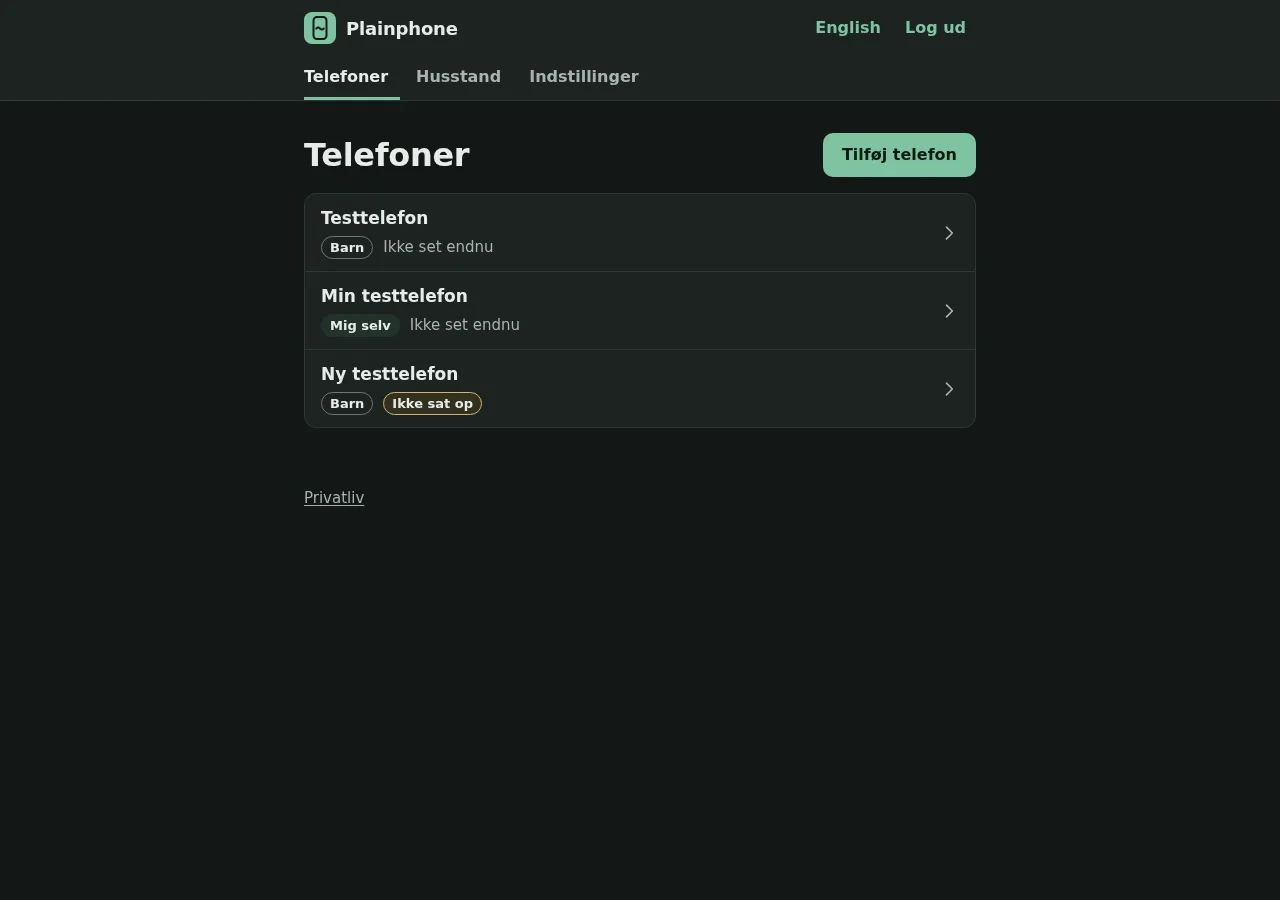 Plainphone
English Log ud
Telefoner Husstand Indstillinger
Telefoner
Tilføj telefon
Testtelefon
Barn Ikke set endnu
Min testtelefon
Mig selv Ikke set endnu
Ny testtelefon
Barn Ikke sat op
Privatliv